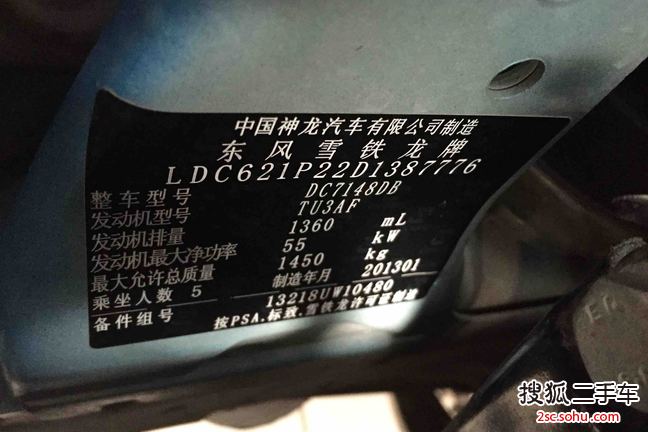 中国神龙汽车有限公司制造
东风雪铁龙牌
LDC621P22D1387776
整车型号 DC7148DB
发动机型号 TU3AF
发动机排量 1360 mL
发动机最大净功率 55 kW
最大允许总质量 1450 kg
乘坐人数 5 制造年月 201301
备件组号 13218UW10480
按PSA.标致.雪铁龙许可证制造
搜狐二手车
2sc.sohu.com